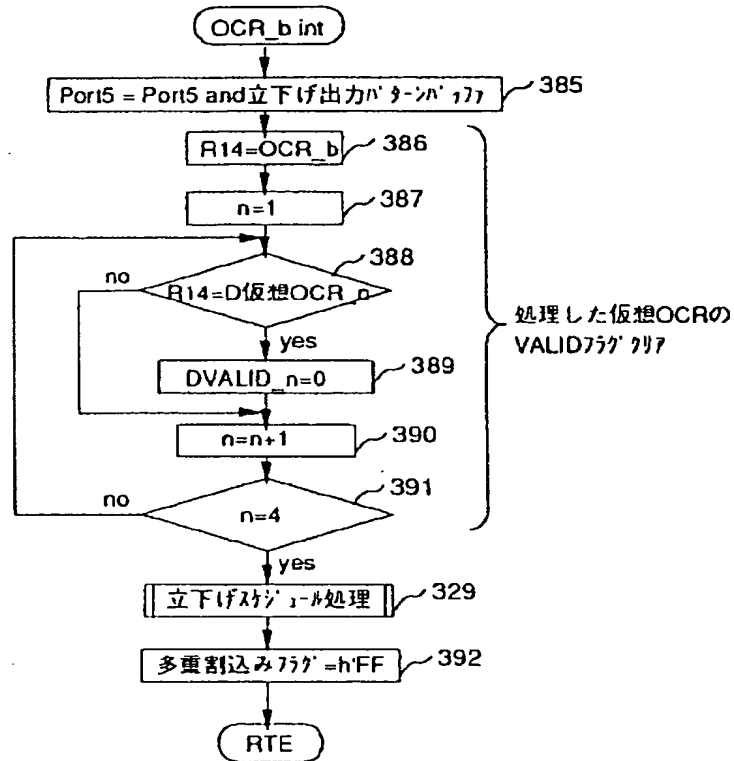 OCR_b int
Port5 = Port5 and立下げ出力ﾊﾟﾀｰﾝﾊﾞｯﾌｧ
385
R14=OCR_b
386
n=1
387
388
no
R14=D仮想OCR_n
yes
処理した仮想OCRの
VALIDﾌﾗｸﾞｸﾘｱ
DVALID_n=0
389
n=n+1
390
391
no
n=4
yes
立下げｽｹｼﾞｭｰﾙ処理
329
多重割込みﾌﾗｸﾞ=h'FF
392
RTE